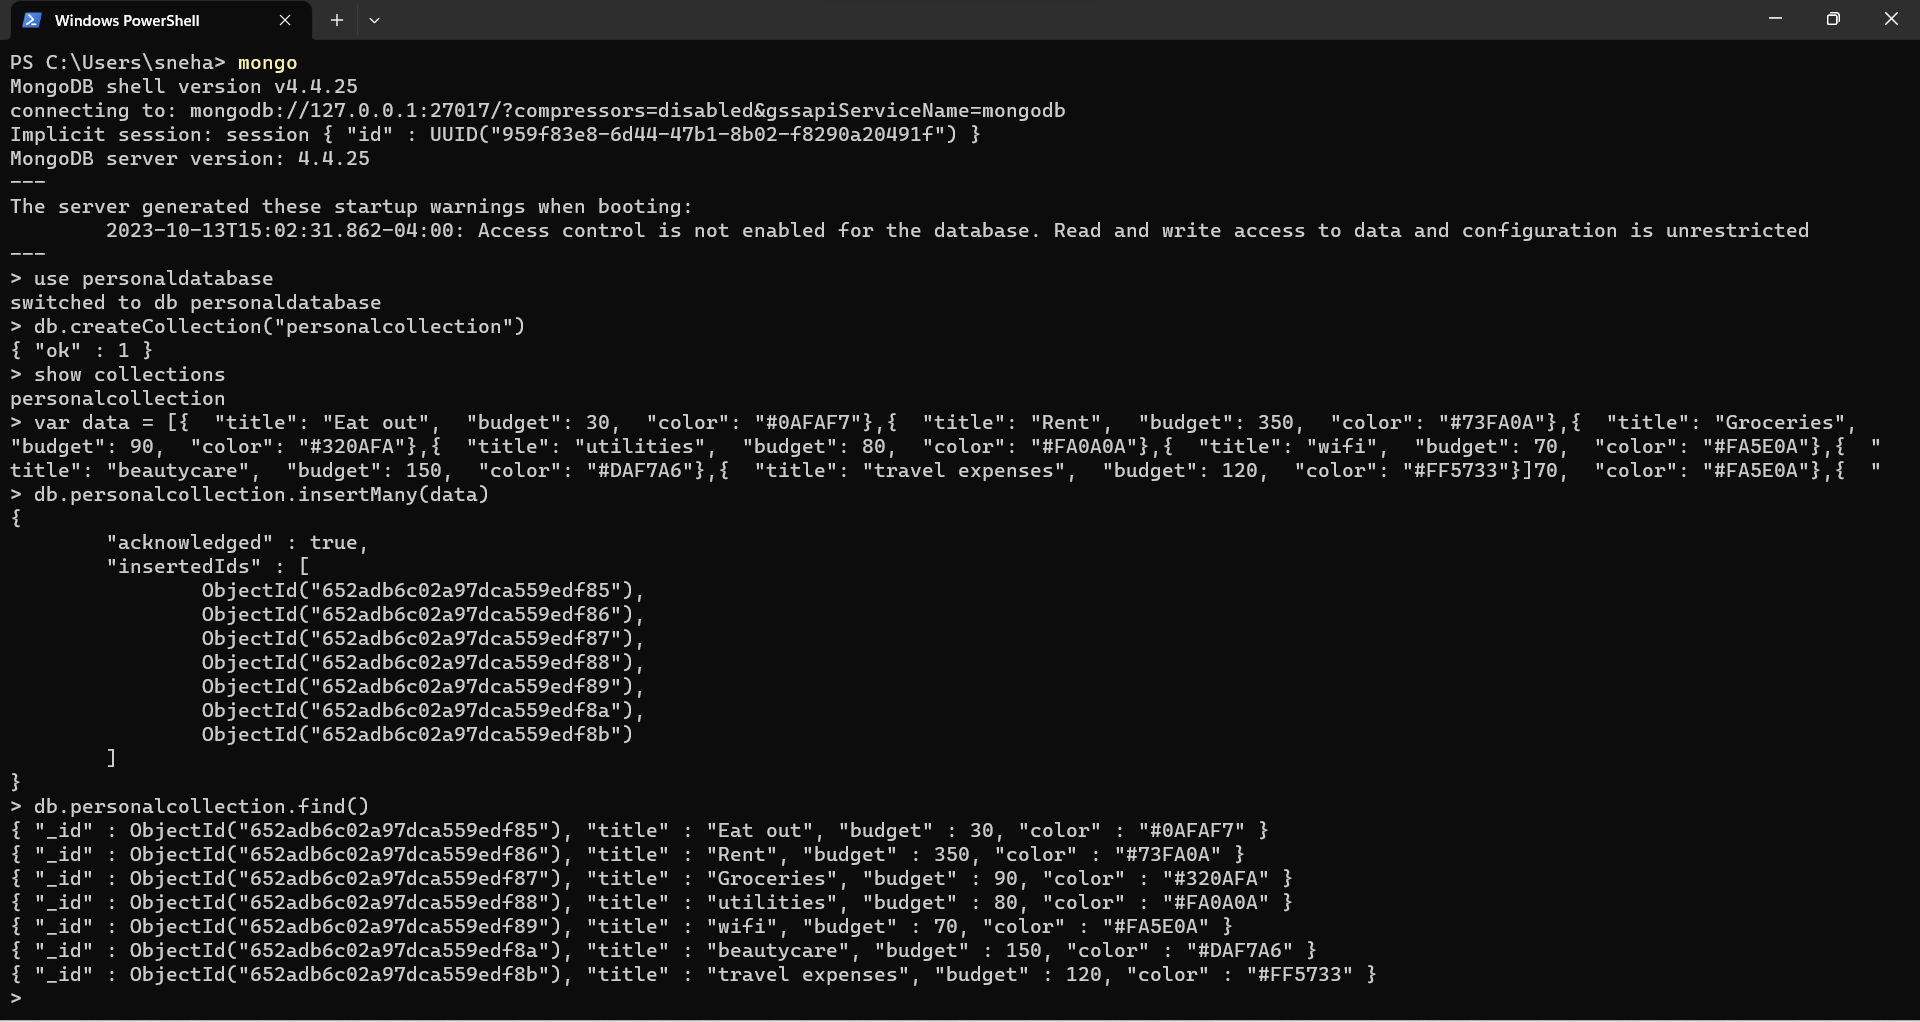 Windows PowerShell
PS C:\Users\sneha> mongo
MongoDB shell version v4.4.25
connecting to: mongodb://127.0.0.1:27017/?compressors=disabled&gssapiServiceName=mongodb
Implicit session: session { "id" : UUID("959f83e8-6d44-47b1-8b02-f8290a20491f") }
MongoDB server version: 4.4.25
---
The server generated these startup warnings when booting:
        2023-10-13T15:02:31.862-04:00: Access control is not enabled for the database. Read and write access to data and configuration is unrestricted
---
> use personaldatabase
switched to db personaldatabase
> db.createCollection("personalcollection")
{ "ok" : 1 }
> show collections
personalcollection
> var data = [{  "title": "Eat out",  "budget": 30,  "color": "#0AFAF7"},{  "title": "Rent",  "budget": 350,  "color": "#73FA0A"},{  "title": "Groceries",
"budget": 90,  "color": "#320AFA"},{  "title": "utilities",  "budget": 80,  "color": "#FA0A0A"},{  "title": "wifi",  "budget": 70,  "color": "#FA5E0A"},{  "
title": "beautycare",  "budget": 150,  "color": "#DAF7A6"},{  "title": "travel expenses",  "budget": 120,  "color": "#FF5733"}]70,  "color": "#FA5E0A"},{  "
> db.personalcollection.insertMany(data)
{
        "acknowledged" : true,
        "insertedIds" : [
                ObjectId("652adb6c02a97dca559edf85"),
                ObjectId("652adb6c02a97dca559edf86"),
                ObjectId("652adb6c02a97dca559edf87"),
                ObjectId("652adb6c02a97dca559edf88"),
                ObjectId("652adb6c02a97dca559edf89"),
                ObjectId("652adb6c02a97dca559edf8a"),
                ObjectId("652adb6c02a97dca559edf8b")
        ]
}
> db.personalcollection.find()
{ "_id" : ObjectId("652adb6c02a97dca559edf85"), "title" : "Eat out", "budget" : 30, "color" : "#0AFAF7" }
{ "_id" : ObjectId("652adb6c02a97dca559edf86"), "title" : "Rent", "budget" : 350, "color" : "#73FA0A" }
{ "_id" : ObjectId("652adb6c02a97dca559edf87"), "title" : "Groceries", "budget" : 90, "color" : "#320AFA" }
{ "_id" : ObjectId("652adb6c02a97dca559edf88"), "title" : "utilities", "budget" : 80, "color" : "#FA0A0A" }
{ "_id" : ObjectId("652adb6c02a97dca559edf89"), "title" : "wifi", "budget" : 70, "color" : "#FA5E0A" }
{ "_id" : ObjectId("652adb6c02a97dca559edf8a"), "title" : "beautycare", "budget" : 150, "color" : "#DAF7A6" }
{ "_id" : ObjectId("652adb6c02a97dca559edf8b"), "title" : "travel expenses", "budget" : 120, "color" : "#FF5733" }
>